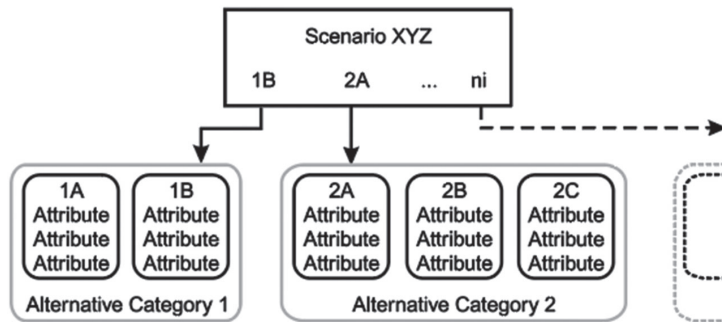 Scenario XYZ
1B 2A ... ni
1A 1B 2A 2B 2C
Attribute Attribute Attribute Attribute Attribute
Attribute Attribute Attribute Attribute Attribute
Attribute Attribute Attribute Attribute Attribute
Alternative Category 1 Alternative Category 2